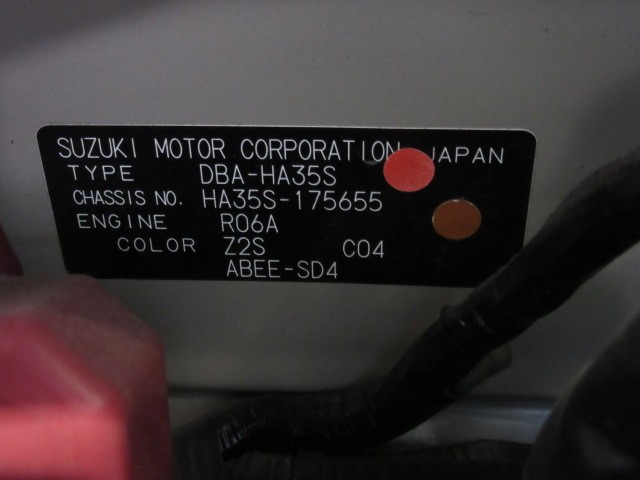 SUZUKI MOTOR CORPORATION JAPAN
TYPE DBA-HA35S
CHASSIS NO. HA35S-175655
ENGINE R06A
COLOR Z2S C04
ABEE-SD4